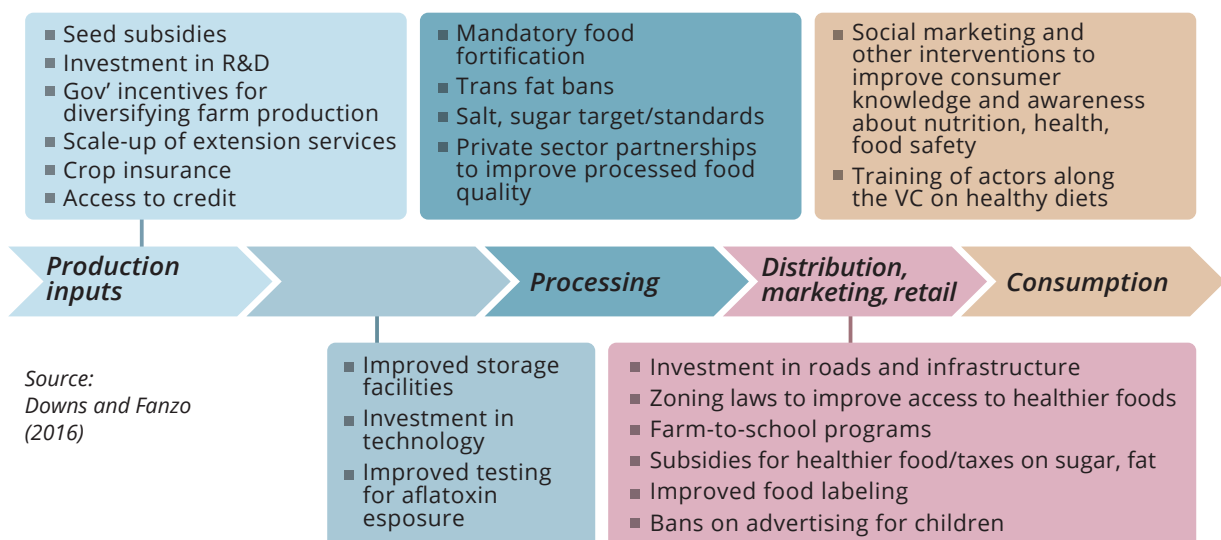 ■ Seed subsidies
■ Investment in R&D
■ Gov' incentives for
diversifying farm production
■ Scale-up of extension services
■ Crop insurance
■ Access to credit
■ Mandatory food
fortification
■ Trans fat bans
■ Salt, sugar target/standards
■ Private sector partnerships
to improve processed food
quality
■ Social marketing and
other interventions to
improve consumer
knowledge and awareness
about nutrition, health,
food safety
■ Training of actors along
the VC on healthy diets
Production
inputs
Processing
Distribution,
marketing, retail
Consumption
Source:
Downs and Fanzo
(2016)
■ Improved storage
facilities
■ Investment in
technology
■ Improved testing
for aflatoxin
esposure
■ Investment in roads and infrastructure
■ Zoning laws to improve access to healthier foods
■ Farm-to-school programs
■ Subsidies for healthier food/taxes on sugar, fat
■ Improved food labeling
■ Bans on advertising for children